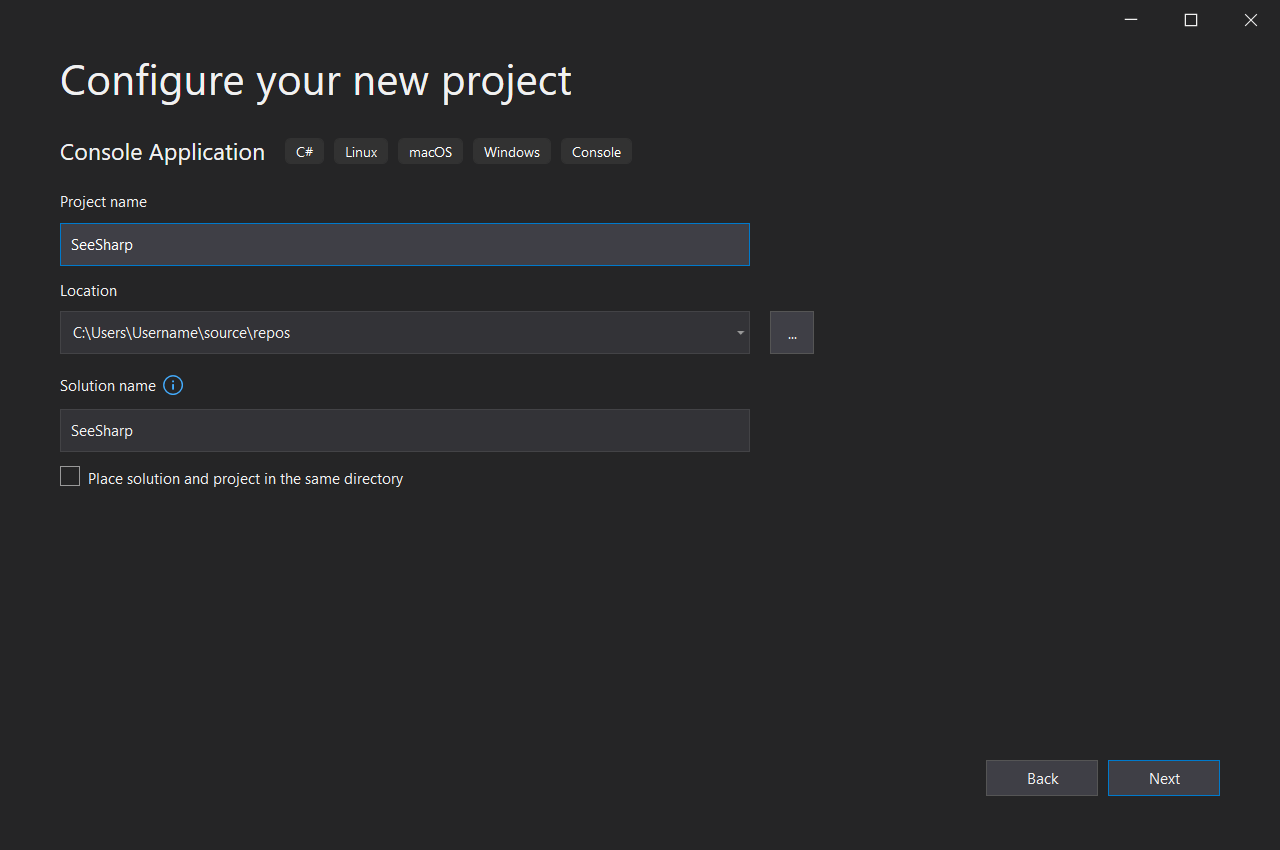 Configure your new project
Console Application C# Linux macOS Windows Console
Project name
SeeSharp
Location
C:\Users\Username\source\repos
...
Solution name
SeeSharp
Place solution and project in the same directory
Back Next